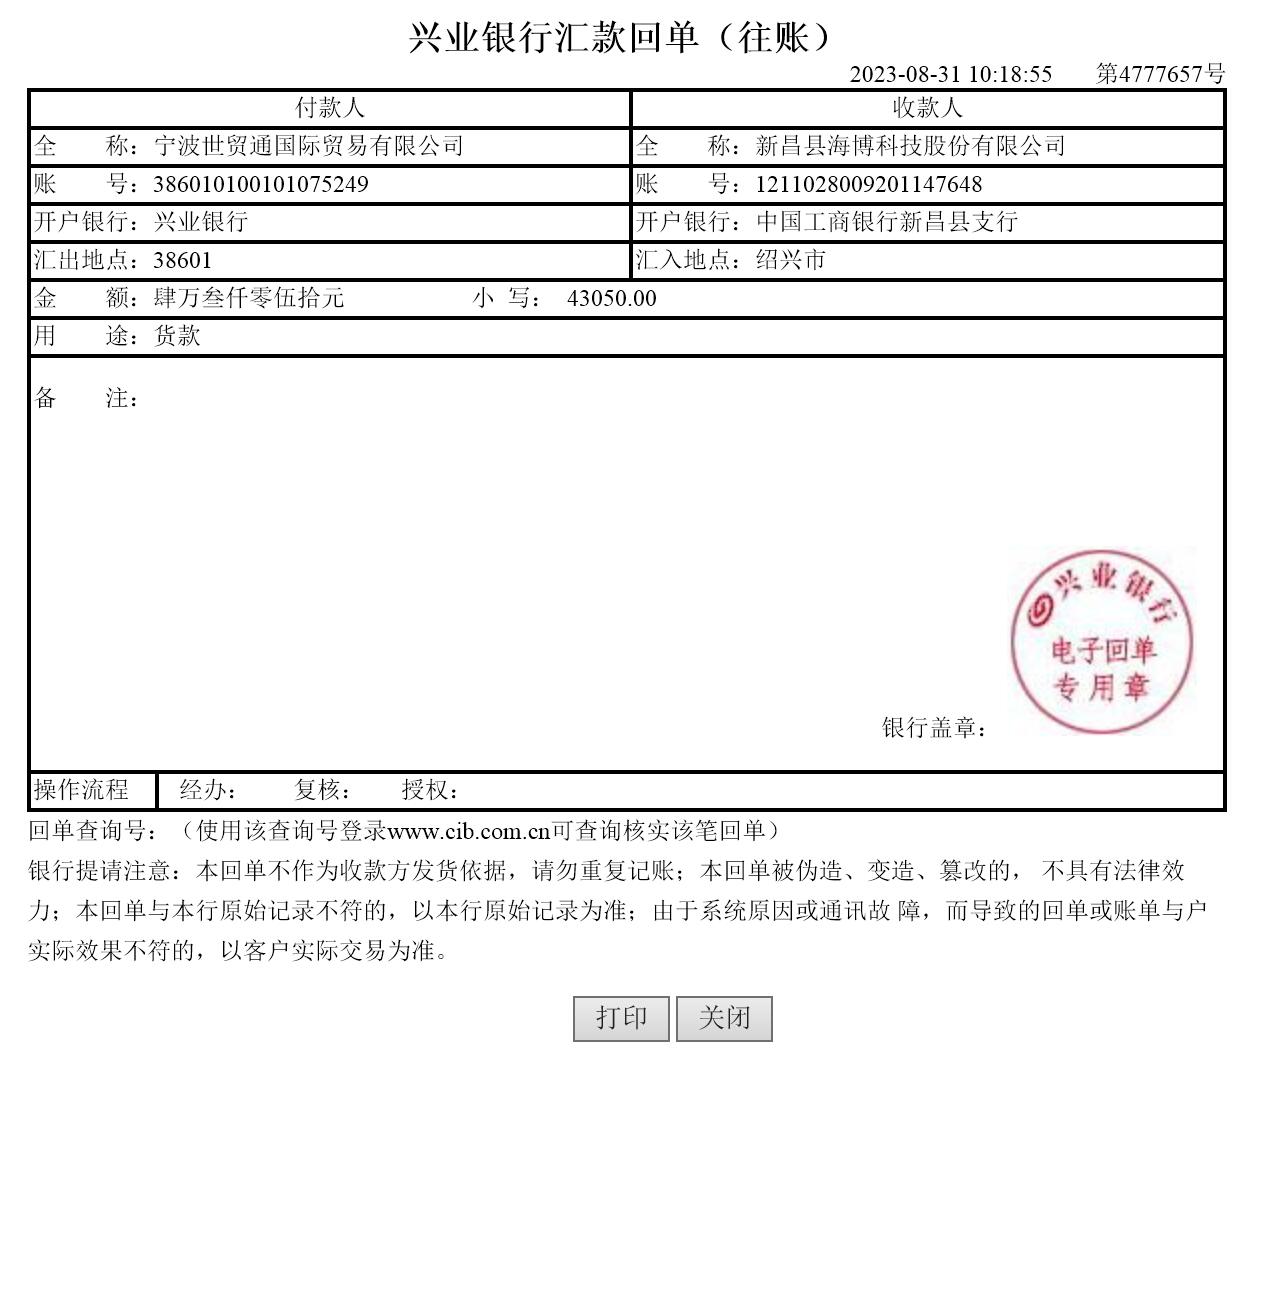 兴业银行汇款回单（往账）
2023-08-31 10:18:55 第4777657号
付款人 收款人
全 称：宁波世贸通国际贸易有限公司 全 称：新昌县海博科技股份有限公司
账 号：386010100101075249 账 号：1211028009201147648
开户银行：兴业银行 开户银行：中国工商银行新昌县支行
汇出地点：38601 汇入地点：绍兴市
金 额：肆万叁仟零伍拾元 小 写： 43050.00
用 途：货款
备 注：
兴业银行
电子回单
专用章
银行盖章：
操作流程 经办： 复核： 授权：
回单查询号：（使用该查询号登录www.cib.com.cn可查询核实该笔回单）
银行提请注意：本回单不作为收款方发货依据，请勿重复记账；本回单被伪造、变造、篡改的， 不具有法律效
力；本回单与本行原始记录不符的，以本行原始记录为准；由于系统原因或通讯故 障，而导致的回单或账单与户
实际效果不符的，以客户实际交易为准。
打印 关闭